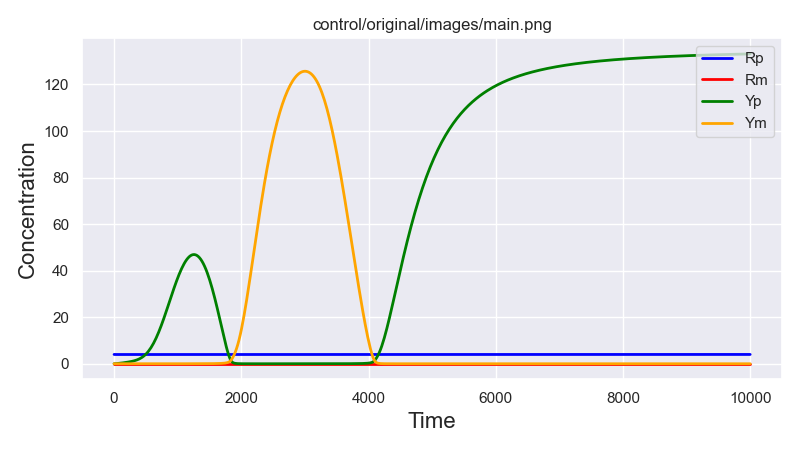 control/original/images/main.png
Concentration
120
100
80
60
40
20
0
Rp
Rm
Yp
Ym
0 2000 4000 6000 8000 10000
Time